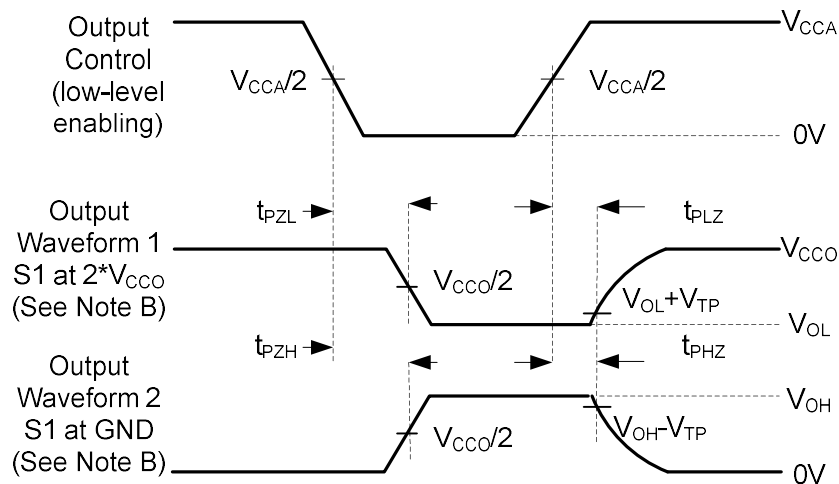 Output
Control
(low-level
enabling)
VCCA/2
VCCA/2
VCCA
0V
tPZL
tPLZ
Output
Waveform 1
S1 at 2*VCCO
(See Note B)
VCCO/2
VCCO
VOL+VTP
VOL
tPZH
tPHZ
Output
Waveform 2
S1 at GND
(See Note B)
VCCO/2
VOH
VOH-VTP
0V